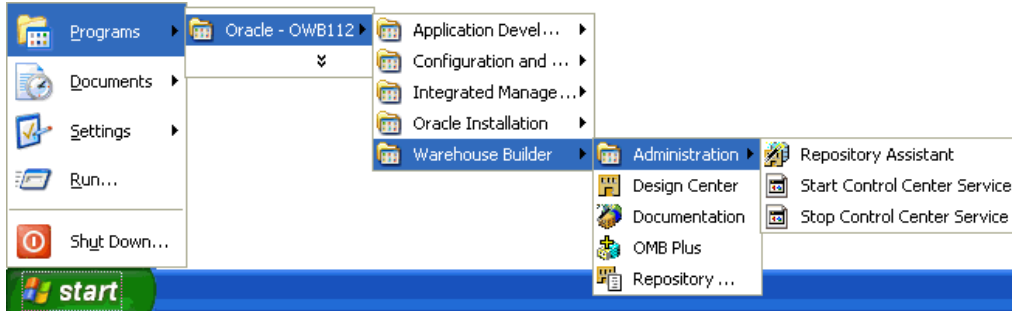 Programs
Documents
Settings
Run...
Shut Down...
start
Oracle - OWB112
Application Devel...
Configuration and ...
Integrated Manage...
Oracle Installation
Warehouse Builder
Administration
Design Center
Documentation
OMB Plus
Repository ...
Repository Assistant
Start Control Center Service
Stop Control Center Service